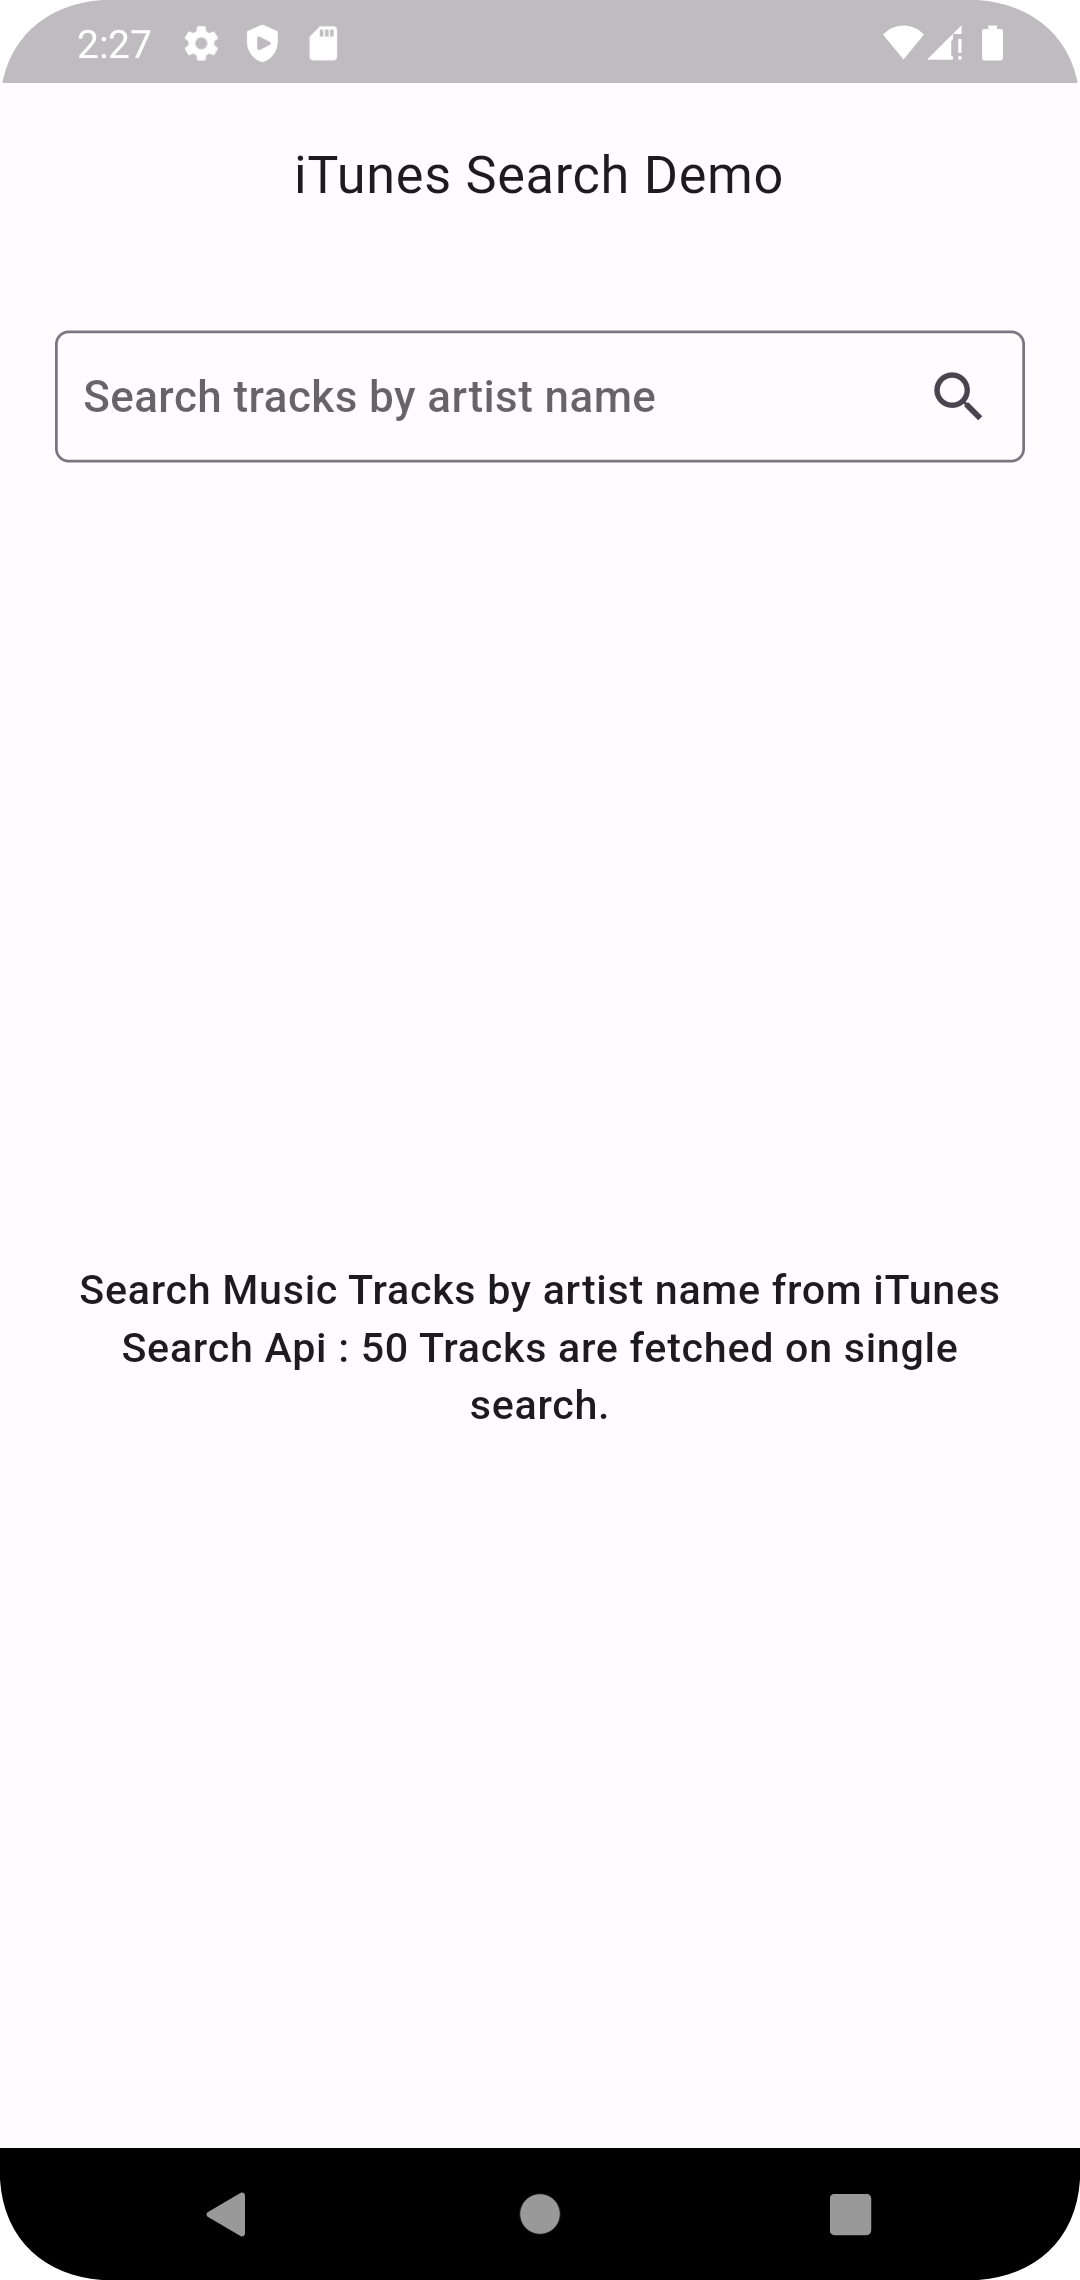 2:27
iTunes Search Demo
Search tracks by artist name
Search Music Tracks by artist name from iTunes
Search Api : 50 Tracks are fetched on single
search.